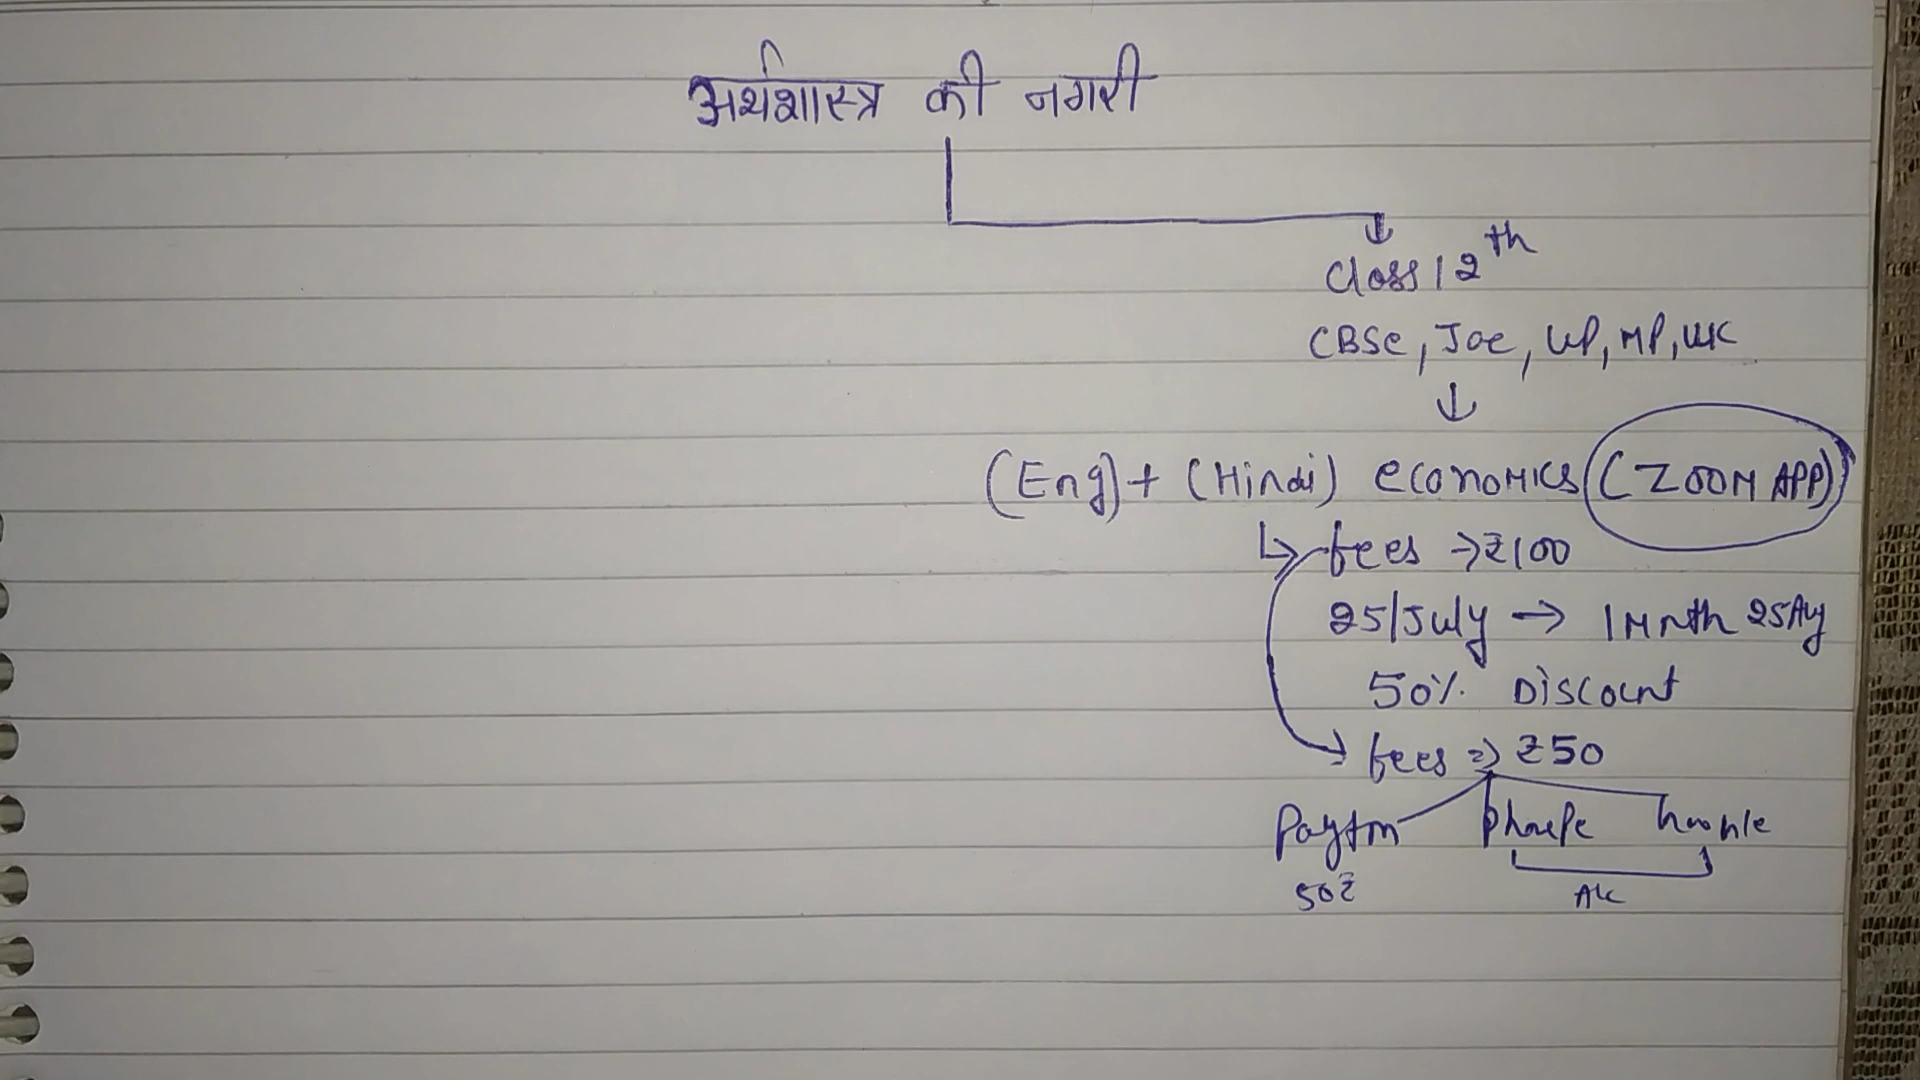 अर्थशास्त्र की नगरी
Class 12th
CBSE, Jac, UP, MP, UK
(Eng) + (Hindi) economics (ZOOM APP)
fees → ₹100
25/July → 1 Mnth 25 Aug
50% Discount
fees ⇒ ₹50
Paytm PhonePe
50₹